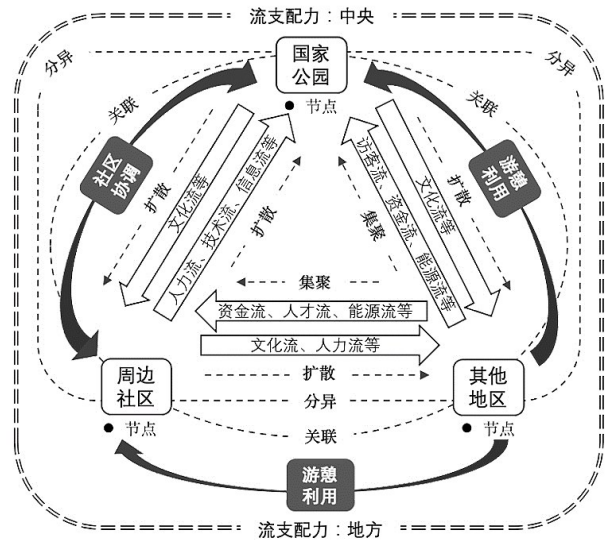 流支配力：中央
国家
公园
节点
分异
分异
关联
关联
社区
协调
游憩
利用
扩散
文化流等
人力流、技术流、信息流等
扩散
集聚
访客流、资金流、能源流等
文化流等
扩散
集聚
资金流、人才流、能源流等
文化流、人力流等
扩散
周边
社区
节点
其他
地区
节点
分异
关联
游憩
利用
流支配力：地方